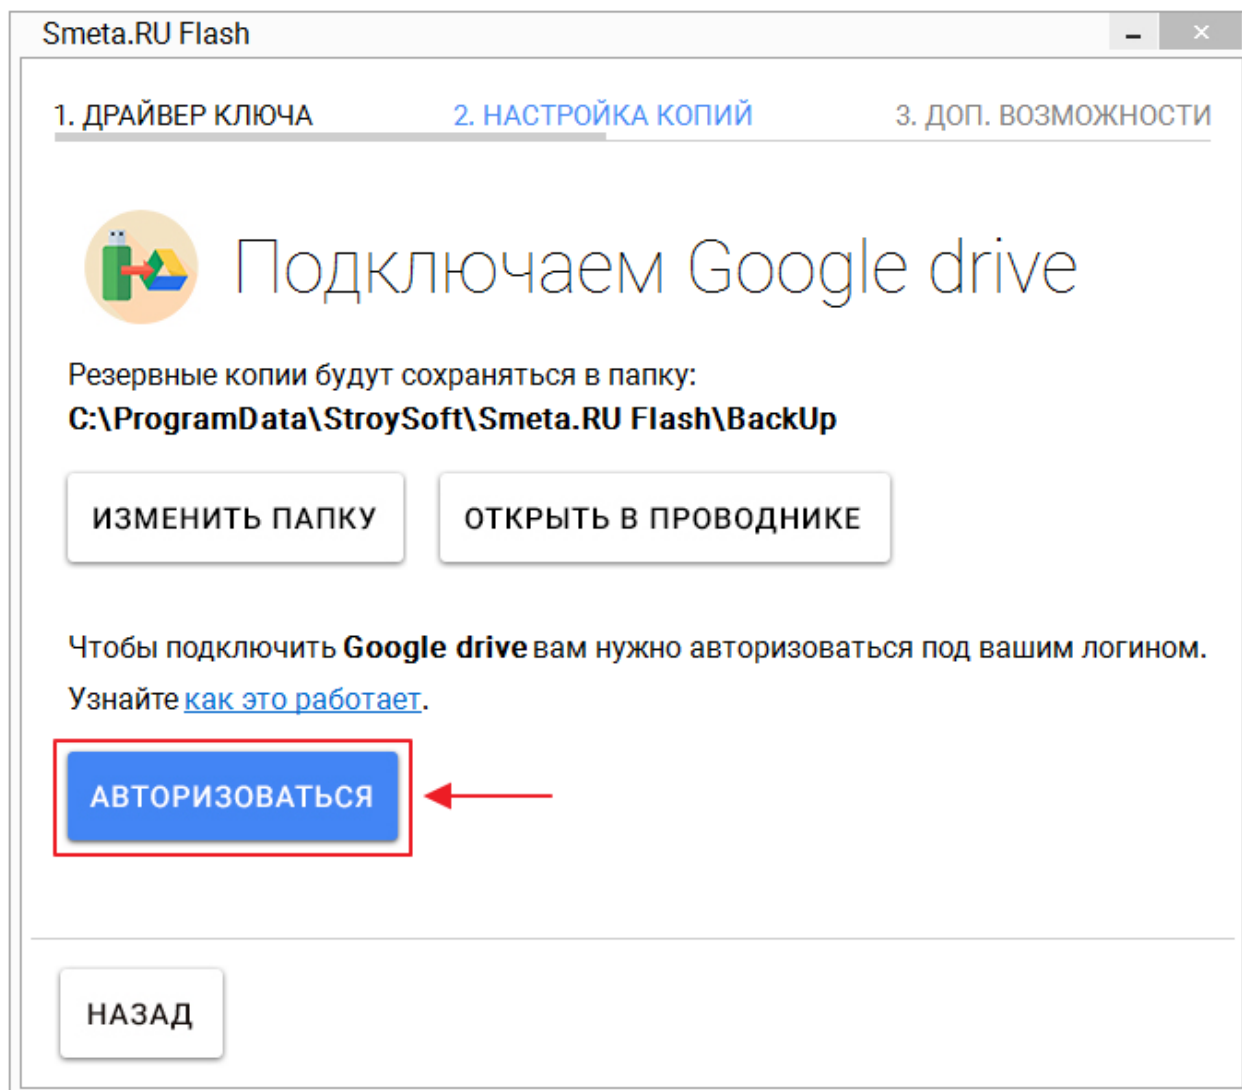 Smeta.RU Flash
1. ДРАЙВЕР КЛЮЧА 2. НАСТРОЙКА КОПИЙ 3. ДОП. ВОЗМОЖНОСТИ
Подключаем Google drive
Резервные копии будут сохраняться в папку:
C:\ProgramData\StroySoft\Smeta.RU Flash\BackUp
ИЗМЕНИТЬ ПАПКУ ОТКРЫТЬ В ПРОВОДНИКЕ
Чтобы подключить Google drive вам нужно авторизоваться под вашим логином.
Узнайте как это работает.
АВТОРИЗОВАТЬСЯ
НАЗАД